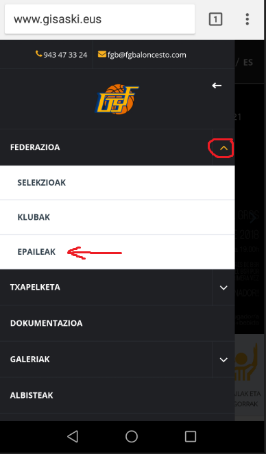 www.gisaski.eus
1
943 47 33 24 fgb@fgbaloncesto.com
/ ES
FEDERAZIOA
SELEKZIOAK
KLUBAK
EPAILEAK
TXAPELKETA
DOKUMENTAZIOA
GALERIAK
ALBISTEAK